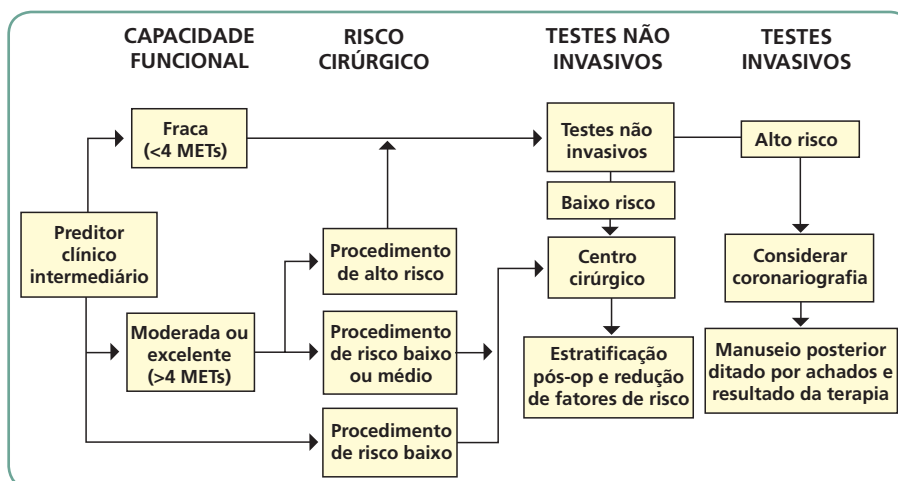 CAPACIDADE
FUNCIONAL
RISCO
CIRÚRGICO
TESTES NÃO
INVASIVOS
TESTES
INVASIVOS
Fraca
(<4 METs)
Testes não
invasivos
Alto risco
Baixo risco
Preditor
clínico
intermediário
Procedimento
de alto risco
Centro
cirúrgico
Considerar
coronariografia
Moderada ou
excelente
(>4 METs)
Procedimento
de risco baixo
ou médio
Estratificação
pós-op e redução
de fatores de risco
Manuseio posterior
ditado por achados e
resultado da terapia
Procedimento
de risco baixo